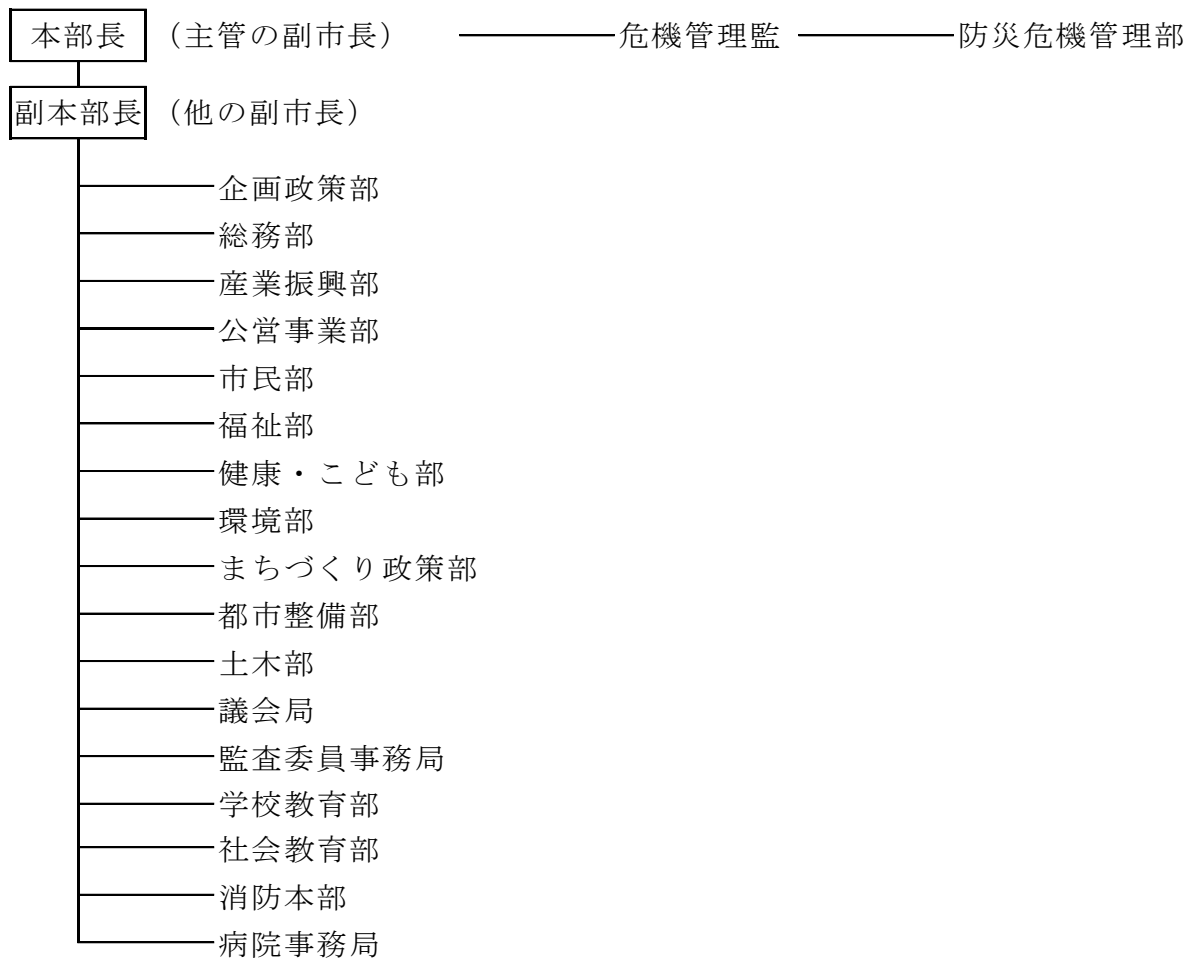 本部長 （主管の副市長） 危機管理監 防災危機管理部
副本部長 （他の副市長）
企画政策部
総務部
産業振興部
公営事業部
市民部
福祉部
健康・こども部
環境部
まちづくり政策部
都市整備部
土木部
議会局
監査委員事務局
学校教育部
社会教育部
消防本部
病院事務局